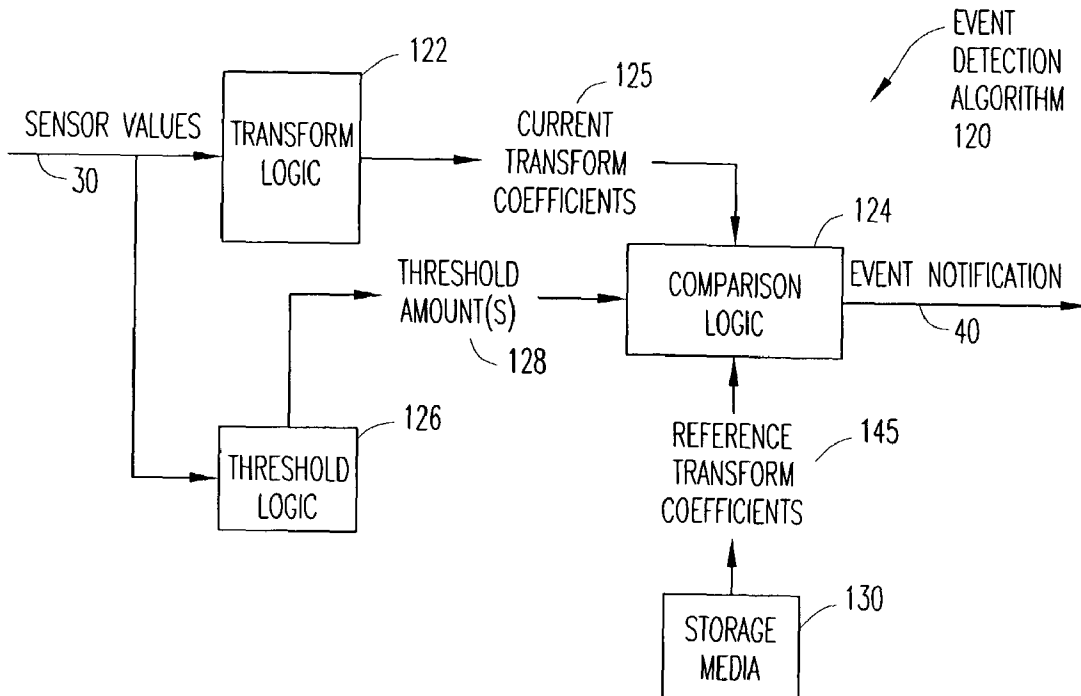 EVENT
DETECTION
ALGORITHM
120
122
125
SENSOR VALUES
30
TRANSFORM
LOGIC
CURRENT
TRANSFORM
COEFFICIENTS
124
THRESHOLD
AMOUNT(S)
128
COMPARISON
LOGIC
EVENT NOTIFICATION
40
126
THRESHOLD
LOGIC
REFERENCE
TRANSFORM
COEFFICIENTS
145
130
STORAGE
MEDIA